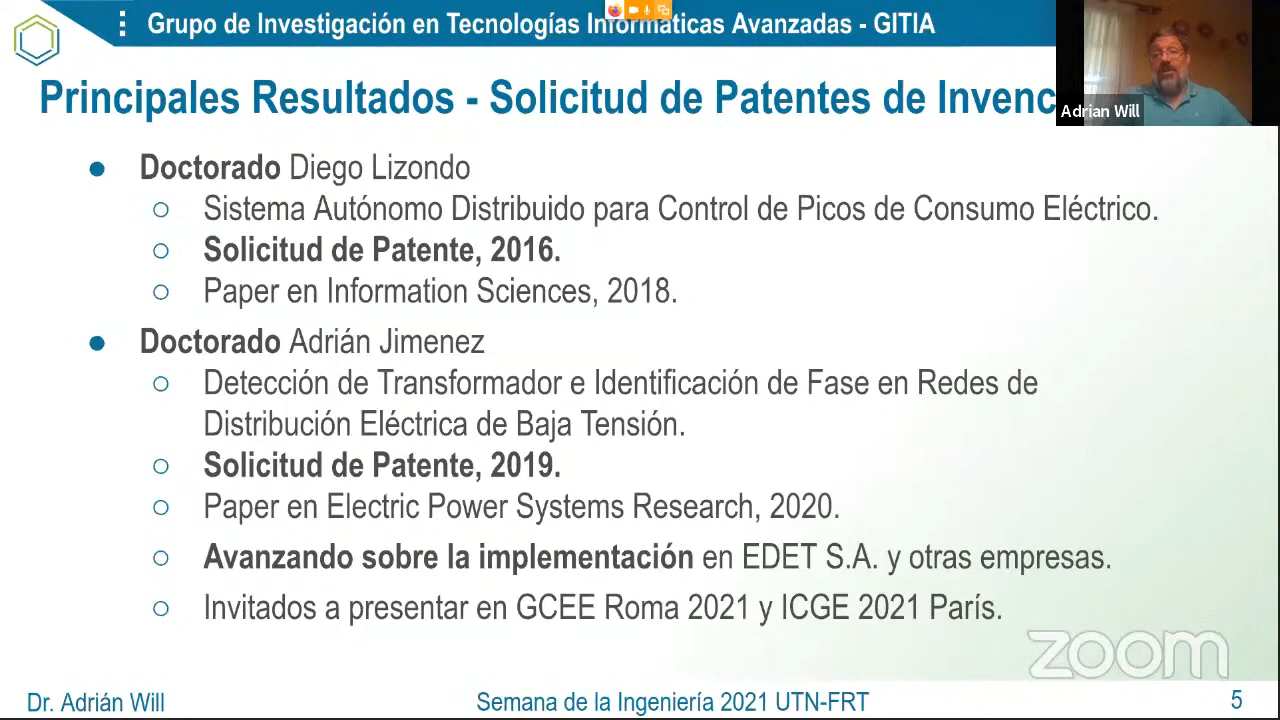 Grupo de Investigación en Tecnologías Informáticas Avanzadas - GITIA
Principales Resultados - Solicitud de Patentes de Invenc
Adrian Will
Doctorado Diego Lizondo
Sistema Autónomo Distribuido para Control de Picos de Consumo Eléctrico.
Solicitud de Patente, 2016.
Paper en Information Sciences, 2018.
Doctorado Adrián Jimenez
Detección de Transformador e Identificación de Fase en Redes de
Distribución Eléctrica de Baja Tensión.
Solicitud de Patente, 2019.
Paper en Electric Power Systems Research, 2020.
Avanzando sobre la implementación en EDET S.A. y otras empresas.
Invitados a presentar en GCEE Roma 2021 y ICGE 2021 París.
zoom
Dr. Adrián Will
Semana de la Ingeniería 2021 UTN-FRT
5